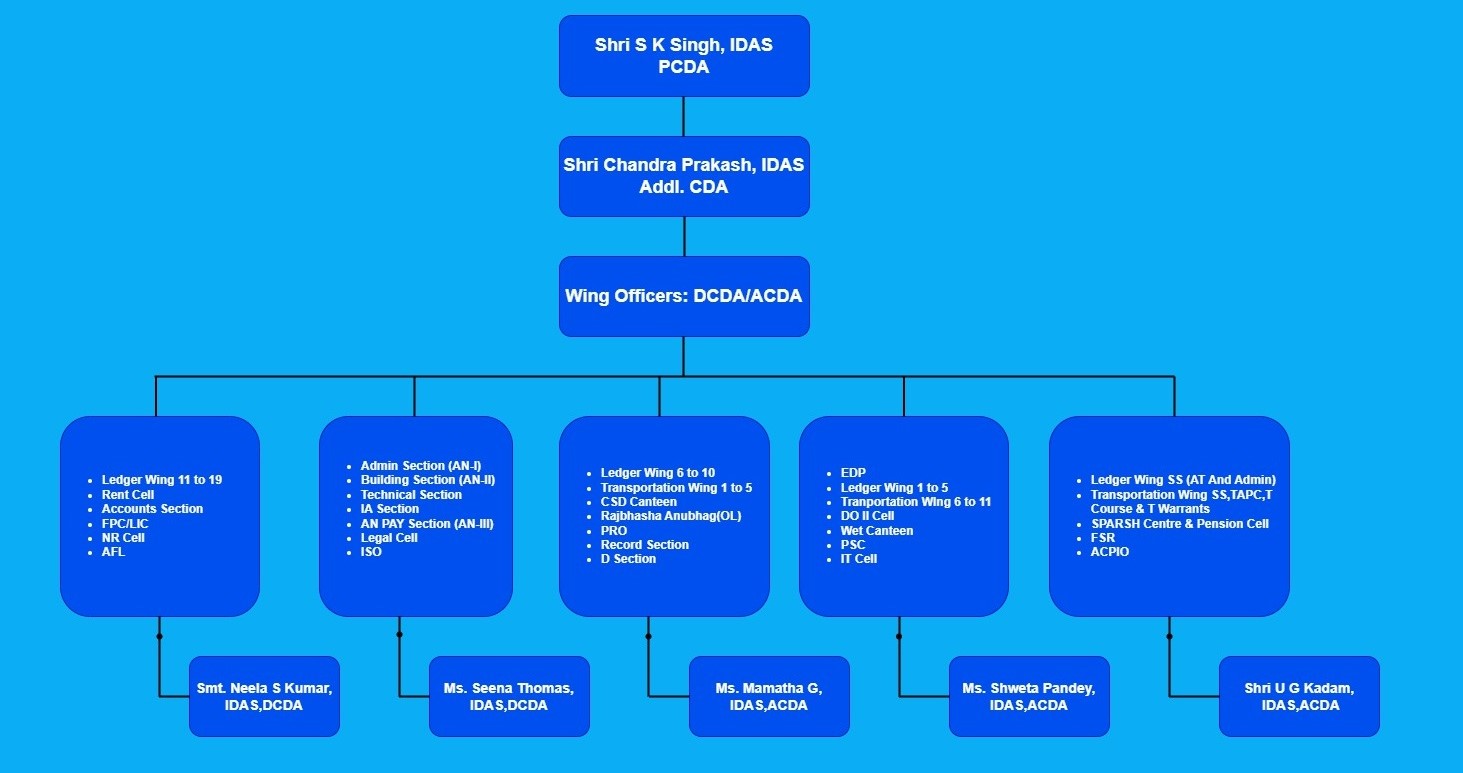 Shri S K Singh, IDAS
PCDA
Shri Chandra Prakash, IDAS
Addl. CDA
Wing Officers: DCDA/ACDA
• Ledger Wing 11 to 19
• Rent Cell
• Accounts Section
• FPC/LIC
• NR Cell
• AFL
• Admin Section (AN-I)
• Building Section (AN-II)
• Technical Section
• IA Section
• AN PAY Section (AN-III)
• Legal Cell
• ISO
• Ledger Wing 6 to 10
• Transportation Wing 1 to 5
• CSD Canteen
• Rajbhasha Anubhag(OL)
• PRO
• Record Section
• D Section
• EDP
• Ledger Wing 1 to 5
• Tranportation Wing 6 to 11
• DO II Cell
• Wet Canteen
• PSC
• IT Cell
• Ledger Wing SS (AT And Admin)
• Transportation Wing SS,TAPC,T
Course & T Warrants
• SPARSH Centre & Pension Cell
• FSR
• ACPIO
Smt. Neela S Kumar,
IDAS,DCDA
Ms. Seena Thomas,
IDAS,DCDA
Ms. Mamatha G,
IDAS,ACDA
Ms. Shweta Pandey,
IDAS,ACDA
Shri U G Kadam,
IDAS,ACDA